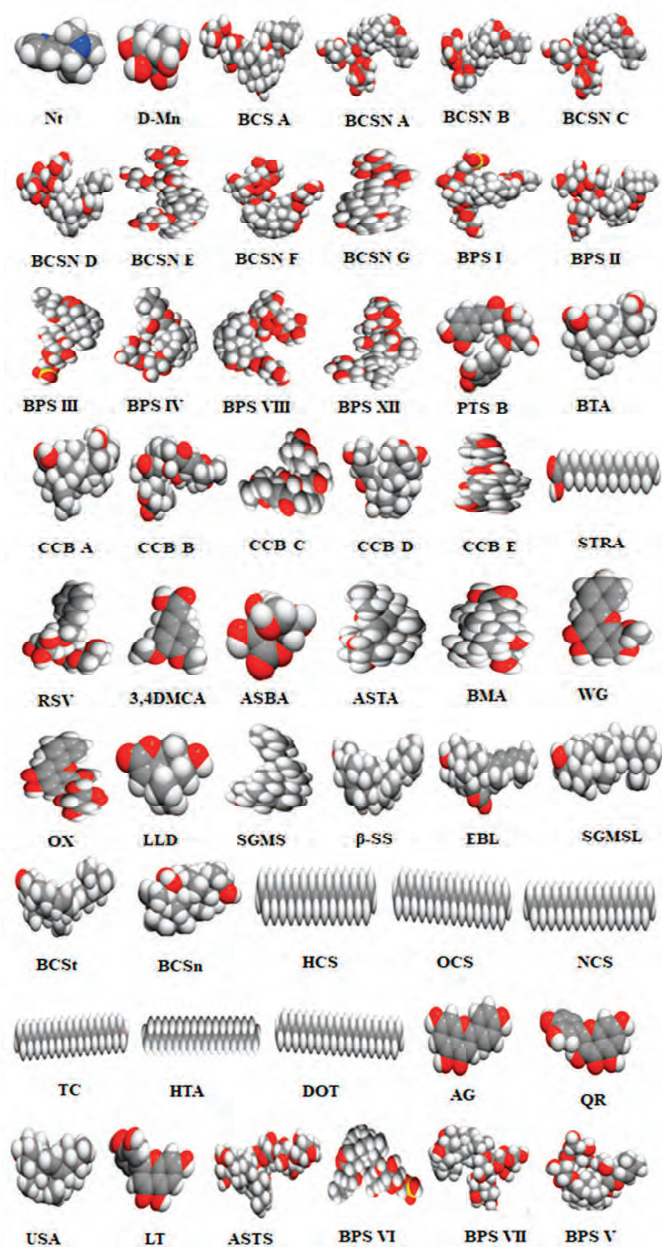 Nt D-Mn BCS A BCSN A BCSN B BCSN C
BCSN D BCSN E BCSN F BCSN G BPS I BPS II
BPS III BPS IV BPS VIII BPS XII PTS B BTA
CCB A CCB B CCB C CCB D CCB E STRA
RSV 3,4DMCA ASBA ASTA BMA WG
OX LLD SGMS β-SS EBL SGMSL
BCSt BCSn HCS OCS NCS
TC HTA DOT AG QR
USA LT ASTS BPS VI BPS VII BPS V